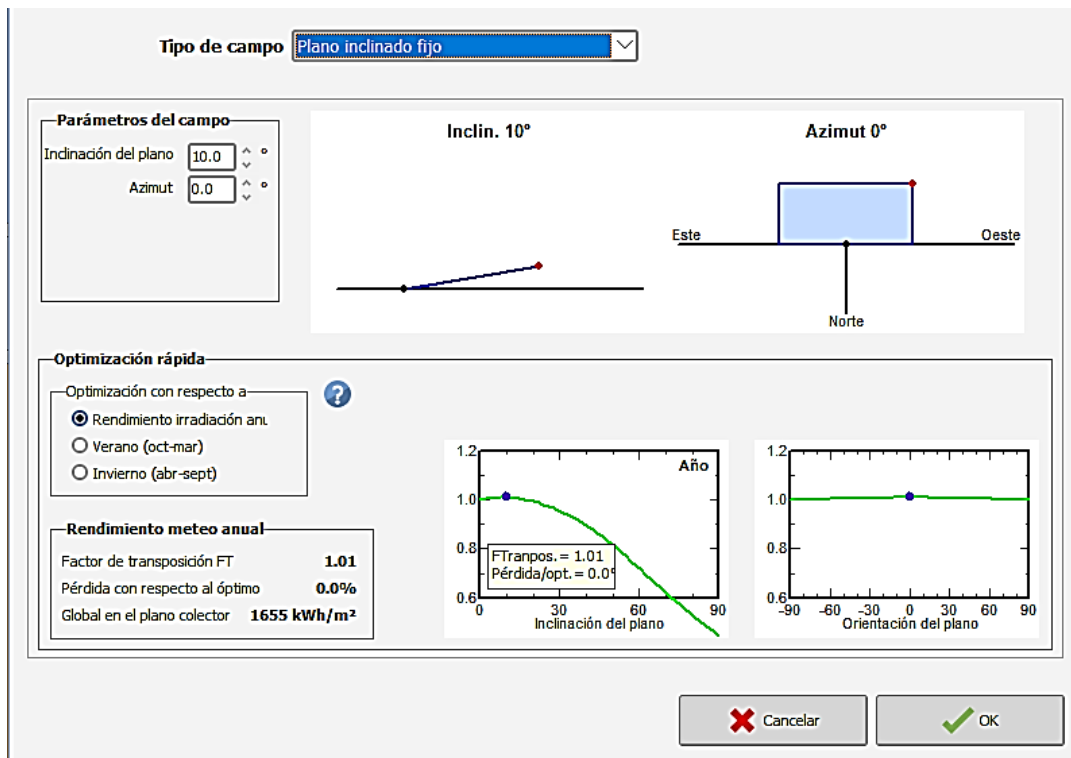 Tipo de campo Plano inclinado fijo
Parámetros del campo
Inclinación del plano 10.0 º
Azimut 0.0 º
Inclin. 10º
Azimut 0º
Este
Oeste
Norte
Optimización rápida
Optimización con respecto a
Rendimiento irradiación anu
Verano (oct-mar)
Invierno (abr-sept)
?
Rendimiento meteo anual
Factor de transposición FT 1.01
Pérdida con respecto al óptimo 0.0%
Global en el plano colector 1655 kWh/m²
Año
1.2
1.0
0.8
0.6
FTranpos.= 1.01
Pérdida/opt.= 0.0
0 30 60 90
Inclinación del plano
1.2
1.0
0.8
0.6
-90 -60 -30 0 30 60 90
Orientación del plano
Cancelar
OK